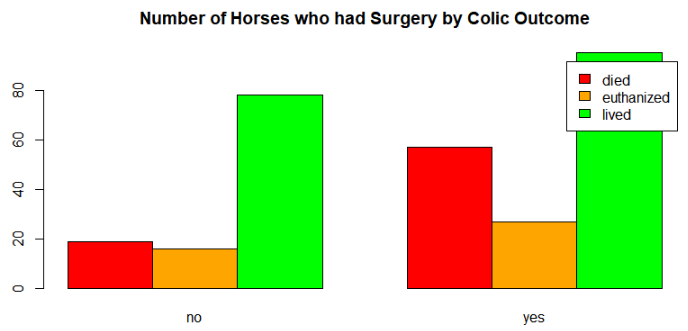 Number of Horses who had Surgery by Colic Outcome
80
60
40
20
0
died
euthanized
lived
no
yes